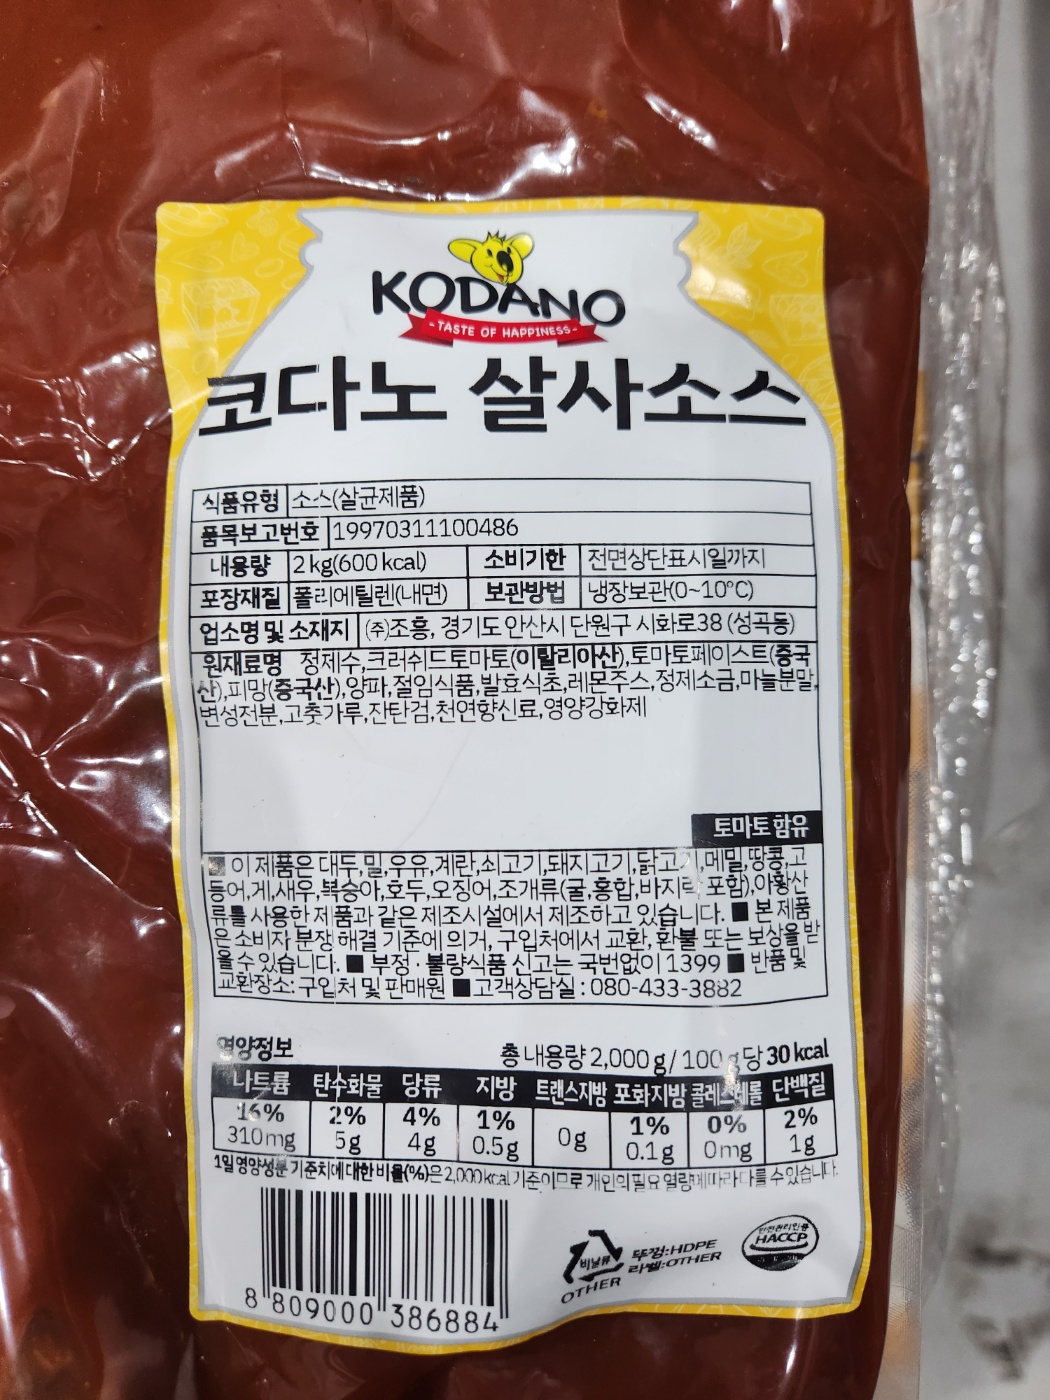 KODANO
-TASTE OF HAPPINESS-
코다노 살사소스
식품유형 소스(살균제품)
품목보고번호 19970311100486
내용량 2kg(600kcal) 소비기한 전면상단표시일까지
포장재질 폴리에틸렌(내면) 보관방법 냉장보관(0~10℃)
업소명 및 소재지 (주)조흥, 경기도 안산시 단원구 시화로38 (성곡동)
원재료명 정제수,크러쉬드토마토(이탈리아산),토마토페이스트(중국
산),피망(중국산),양파,절임식품,발효식초,레몬주스,정제소금,마늘분말,
변성전분,고춧가루,잔탄검,천연향신료,영양강화제
토마토 함유
■ 이 제품은 대두,밀,우유,계란,쇠고기,돼지고기,닭고기,메밀,땅콩,고
등어,게,새우,복숭아,호두,오징어,조개류(굴,홍합,바지락 포함),아황산
류를 사용한 제품과 같은 제조시설에서 제조하고 있습니다. ■ 본 제품
은 소비자 분쟁 해결 기준에 의거, 구입처에서 교환, 환불 또는 보상을 받
을 수 있습니다. ■ 부정·불량식품 신고는 국번없이 1399 ■ 반품 및
교환장소: 구입처 및 판매원 ■고객상담실 : 080-433-3882
영양정보 총 내용량 2,000g/ 100g당 30 kcal
나트륨 탄수화물 당류 지방 트랜스지방 포화지방 콜레스테롤 단백질
16% 2% 4% 1% 1% 0% 2%
310mg 5g 4g 0.5g 0g 0.1g 0mg 1g
1일 영양성분 기준치에 대한 비율(%)은 2,000kcal 기준이므로 개인의 필요 열량에 따라 다를 수 있습니다.
비닐류
OTHER
뚜껑:HDPE
라벨:OTHER
안전관리인증
HACCP
8 809000 386884